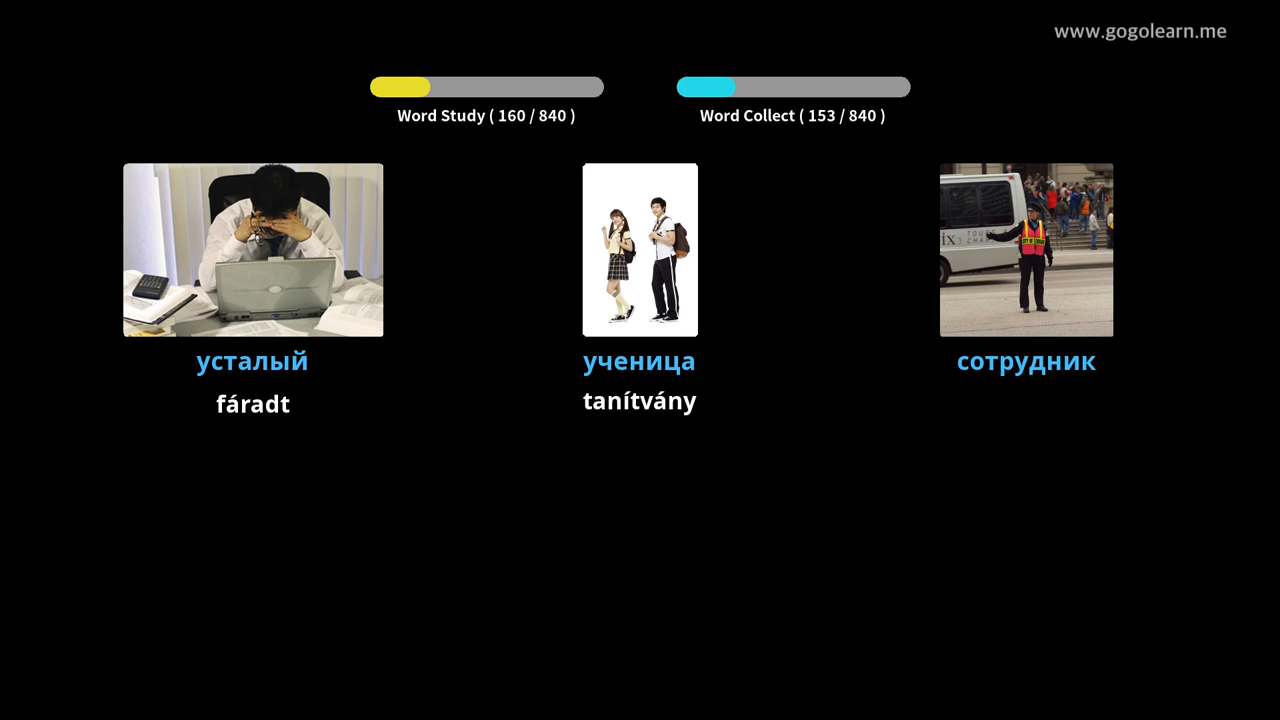 www.gogolearn.me
Word Study ( 160 / 840 )
Word Collect ( 153 / 840 )
усталый
ученица
сотрудник
fáradt
tanítvány